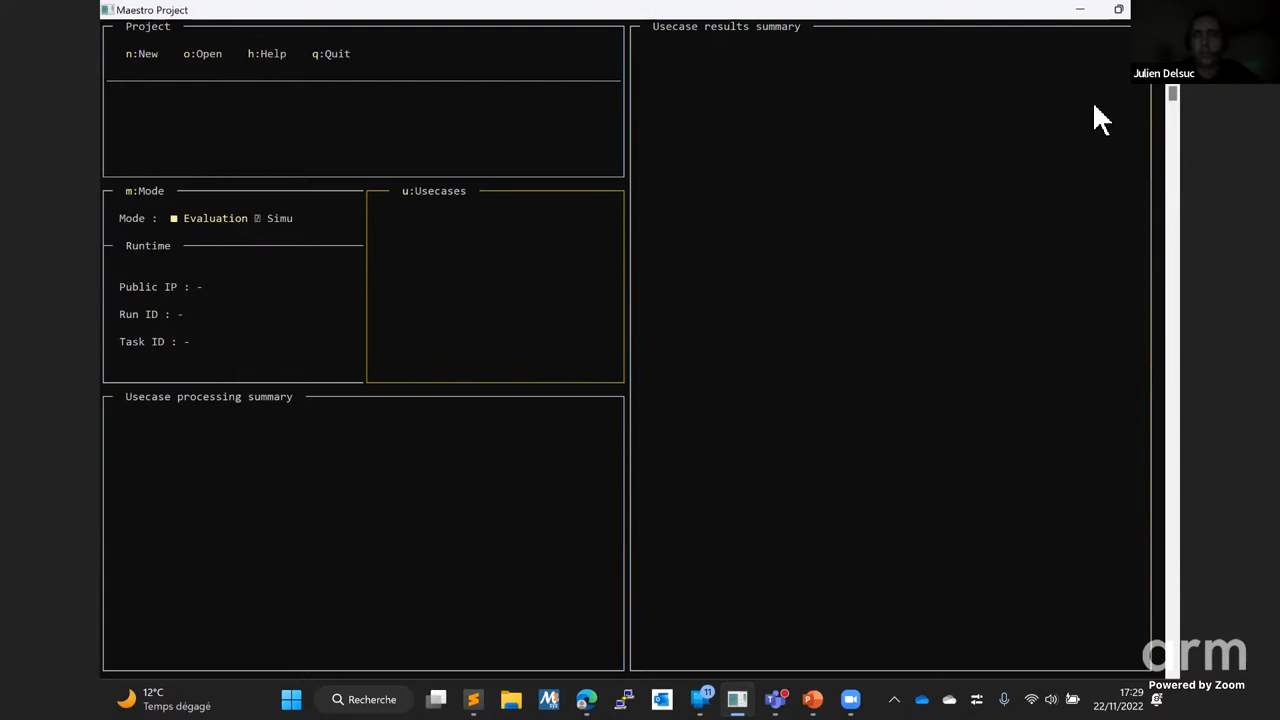 Maestro Project
Project
n:New o:Open h:Help q:Quit
Usecase results summary
Julien Delsuc
m:Mode
Mode : Evaluation Simu
Runtime
Public IP : -
Run ID : -
Task ID : -
u:Usecases
Usecase processing summary
arm
Powered by Zoom
12°C
Temps dégagé
Recherche
11
17:29
22/11/2022